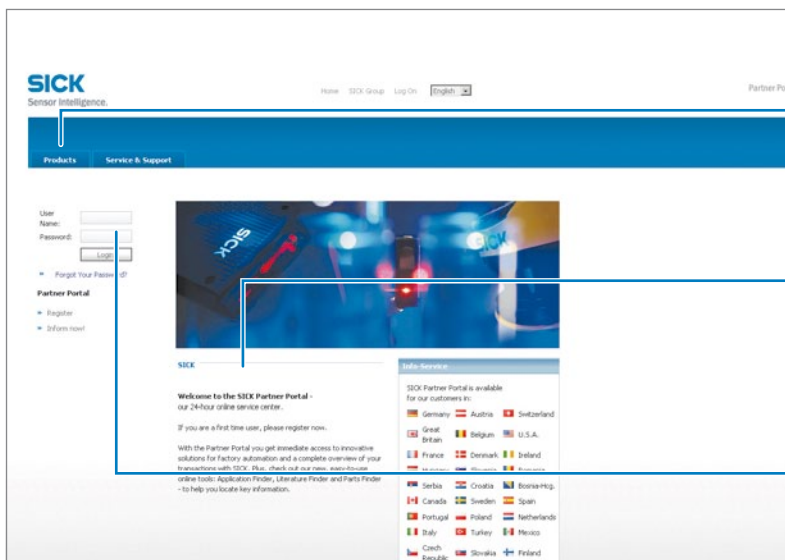 SICK
Sensor Intelligence.
Home SICK Group Log On English
Partner Po
Products Service & Support
User
Name:
Password:
Login
Forgot Your Password?
Partner Portal
Register
Inform now!
SICK
SICK
SICK
Welcome to the SICK Partner Portal -
our 24-hour online service center.
If you are a first time user, please register now.
With the Partner Portal you get immediate access to innovative
solutions for factory automation and a complete overview of your
transactions with SICK. Plus, check out our new, easy-to-use
online tools: Application Finder, Literature Finder and Parts Finder
- to help you locate key information.
Info-Service
SICK Partner Portal is available
for our customers in:
Germany Austria Switzerland
Great
Britain Belgium U.S.A.
France Denmark Ireland
Serbia Croatia Bosnia-Hcg.
Canada Sweden Spain
Portugal Poland Netherlands
Italy Turkey Mexico
Czech
Republic Slovakia Finland